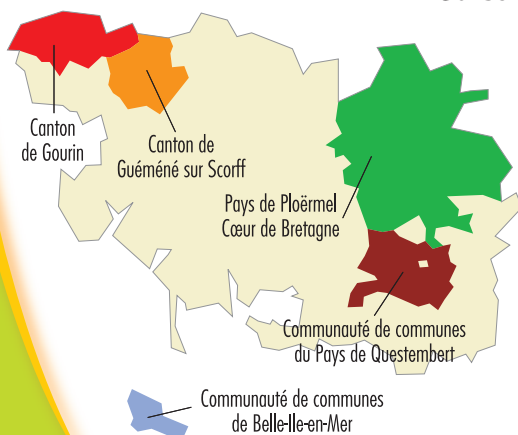 Canton
de Gourin
Canton de
Guéméné sur Scorff
Pays de Ploërmel
Cœur de Bretagne
Communauté de communes
du Pays de Questembert
Communauté de communes
de Belle-Ile-en-Mer